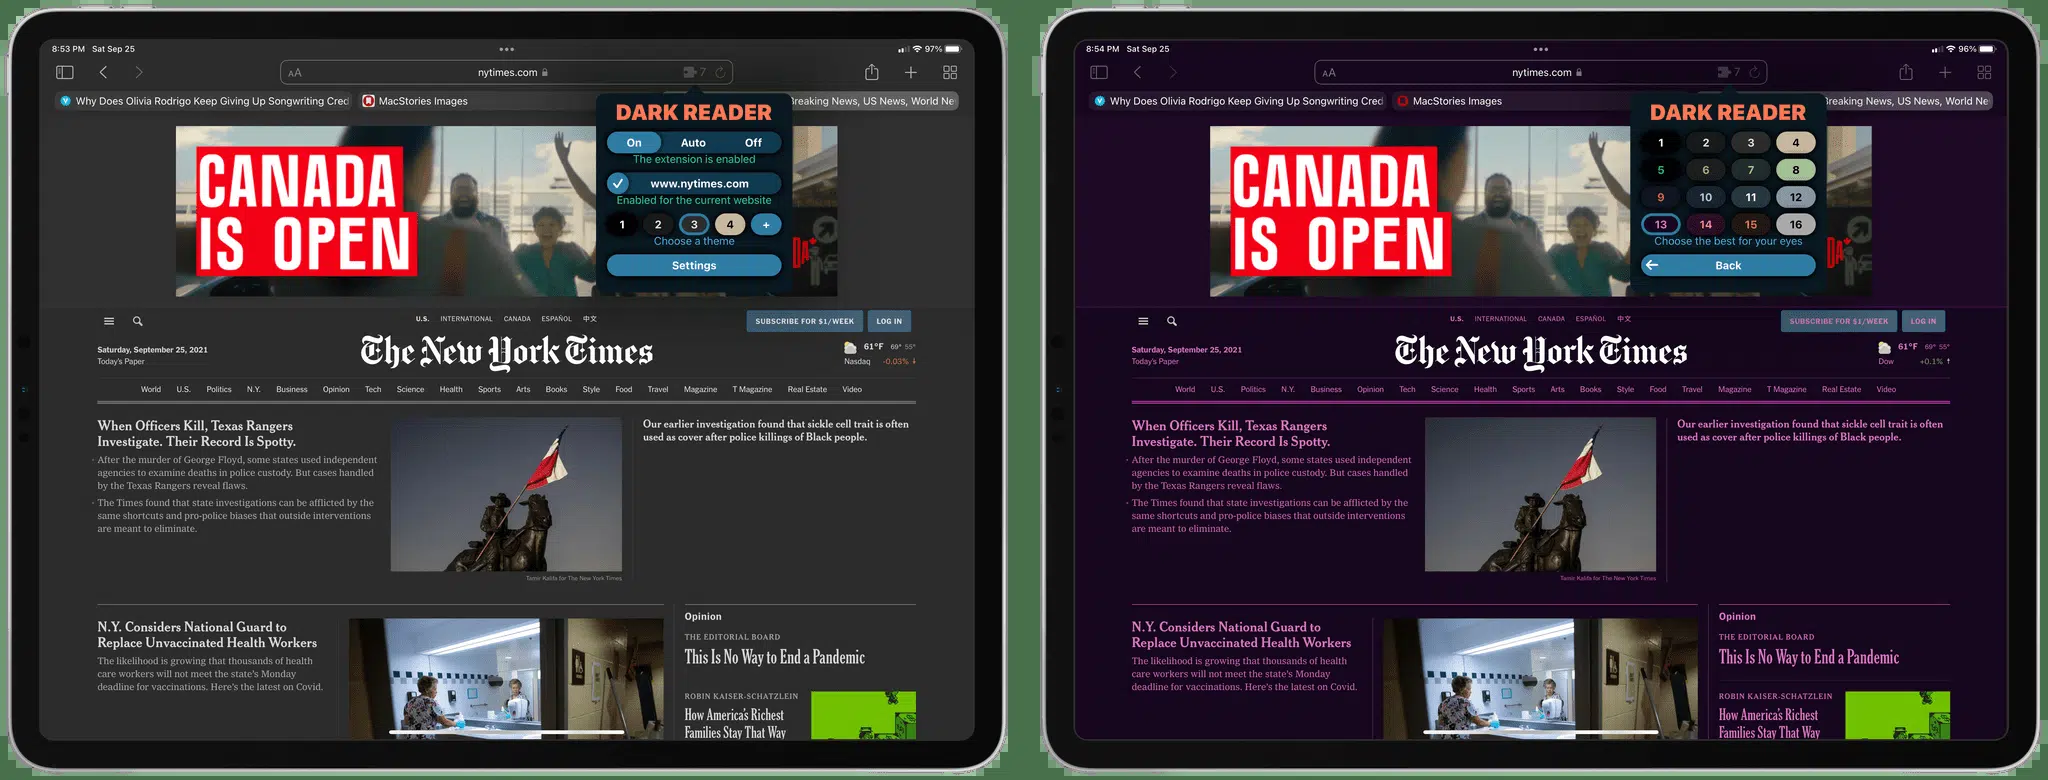 8:53 PM Sat Sep 25
97%
AA
nytimes.com
7
Why Does Olivia Rodrigo Keep Giving Up Songwriting Cred
MacStories Images
Breaking News, US News, World Ne
CANADA
IS OPEN
DARK READER
On Auto Off
The extension is enabled
www.nytimes.com
Enabled for the current website
1 2 3 4 +
Choose a theme
Settings
U.S. INTERNATIONAL CANADA ESPAÑOL 中文
SUBSCRIBE FOR $1/WEEK LOG IN
Saturday, September 25, 2021
Today's Paper
The New York Times
61°F 69° 55°
Nasdaq -0.03% ↓
World U.S. Politics N.Y. Business Opinion Tech Science Health Sports Arts Books Style Food Travel Magazine T Magazine Real Estate Video
When Officers Kill, Texas Rangers
Investigate. Their Record Is Spotty.
• After the murder of George Floyd, some states used independent
agencies to examine deaths in police custody. But cases handled
by the Texas Rangers reveal flaws.
• The Times found that state investigations can be afflicted by the
same shortcuts and pro-police biases that outside interventions
are meant to eliminate.
Tamir Kalifa for The New York Times
Our earlier investigation found that sickle cell trait is often
used as cover after police killings of Black people.
N.Y. Considers National Guard to
Replace Unvaccinated Health Workers
The likelihood is growing that thousands of health
care workers will not meet the state's Monday
deadline for vaccinations. Here's the latest on Covid.
Opinion
THE EDITORIAL BOARD
This Is No Way to End a Pandemic
ROBIN KAISER-SCHATZLEIN
How America's Richest
Families Stay That Way
8:54 PM Sat Sep 25
96%
AA
nytimes.com
7
Why Does Olivia Rodrigo Keep Giving Up Songwriting Cred
MacStories Images
Breaking News, US News, World Ne
CANADA
IS OPEN
DARK READER
1 2 3 4
5 6 7 8
9 10 11 12
13 14 15 16
Choose the best for your eyes
Back
U.S. INTERNATIONAL CANADA ESPAÑOL 中文
SUBSCRIBE FOR $1/WEEK LOG IN
Saturday, September 25, 2021
Today's Paper
The New York Times
61°F 69° 55°
Dow +0.1% ↑
World U.S. Politics N.Y. Business Opinion Tech Science Health Sports Arts Books Style Food Travel Magazine T Magazine Real Estate Video
When Officers Kill, Texas Rangers
Investigate. Their Record Is Spotty.
• After the murder of George Floyd, some states used independent
agencies to examine deaths in police custody. But cases handled
by the Texas Rangers reveal flaws.
• The Times found that state investigations can be afflicted by the
same shortcuts and pro-police biases that outside interventions
are meant to eliminate.
Tamir Kalifa for The New York Times
Our earlier investigation found that sickle cell trait is often
used as cover after police killings of Black people.
N.Y. Considers National Guard to
Replace Unvaccinated Health Workers
The likelihood is growing that thousands of health
care workers will not meet the state's Monday
deadline for vaccinations. Here's the latest on Covid.
Opinion
THE EDITORIAL BOARD
This Is No Way to End a Pandemic
ROBIN KAISER-SCHATZLEIN
How America's Richest
Families Stay That Way